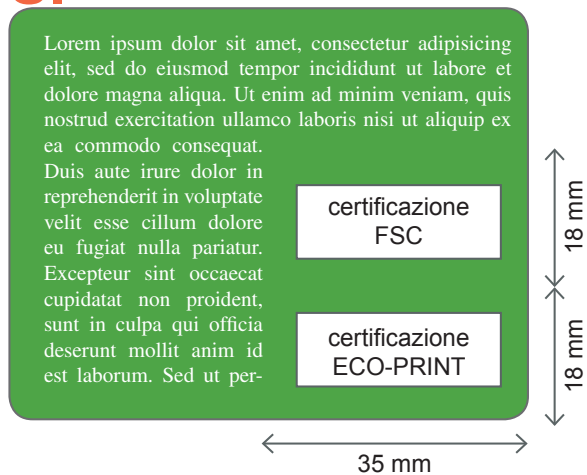 Lorem ipsum dolor sit amet, consectetur adipisicing
elit, sed do eiusmod tempor incididunt ut labore et
dolore magna aliqua. Ut enim ad minim veniam, quis
nostrud exercitation ullamco laboris nisi ut aliquip ex
ea commodo consequat.
Duis aute irure dolor in
reprehenderit in voluptate
velit esse cillum dolore
eu fugiat nulla pariatur.
Excepteur sint occaecat
cupidatat non proident,
sunt in culpa qui officia
deserunt mollit anim id
est laborum. Sed ut per-
certificazione
FSC
certificazione
ECO-PRINT
18 mm
18 mm
35 mm